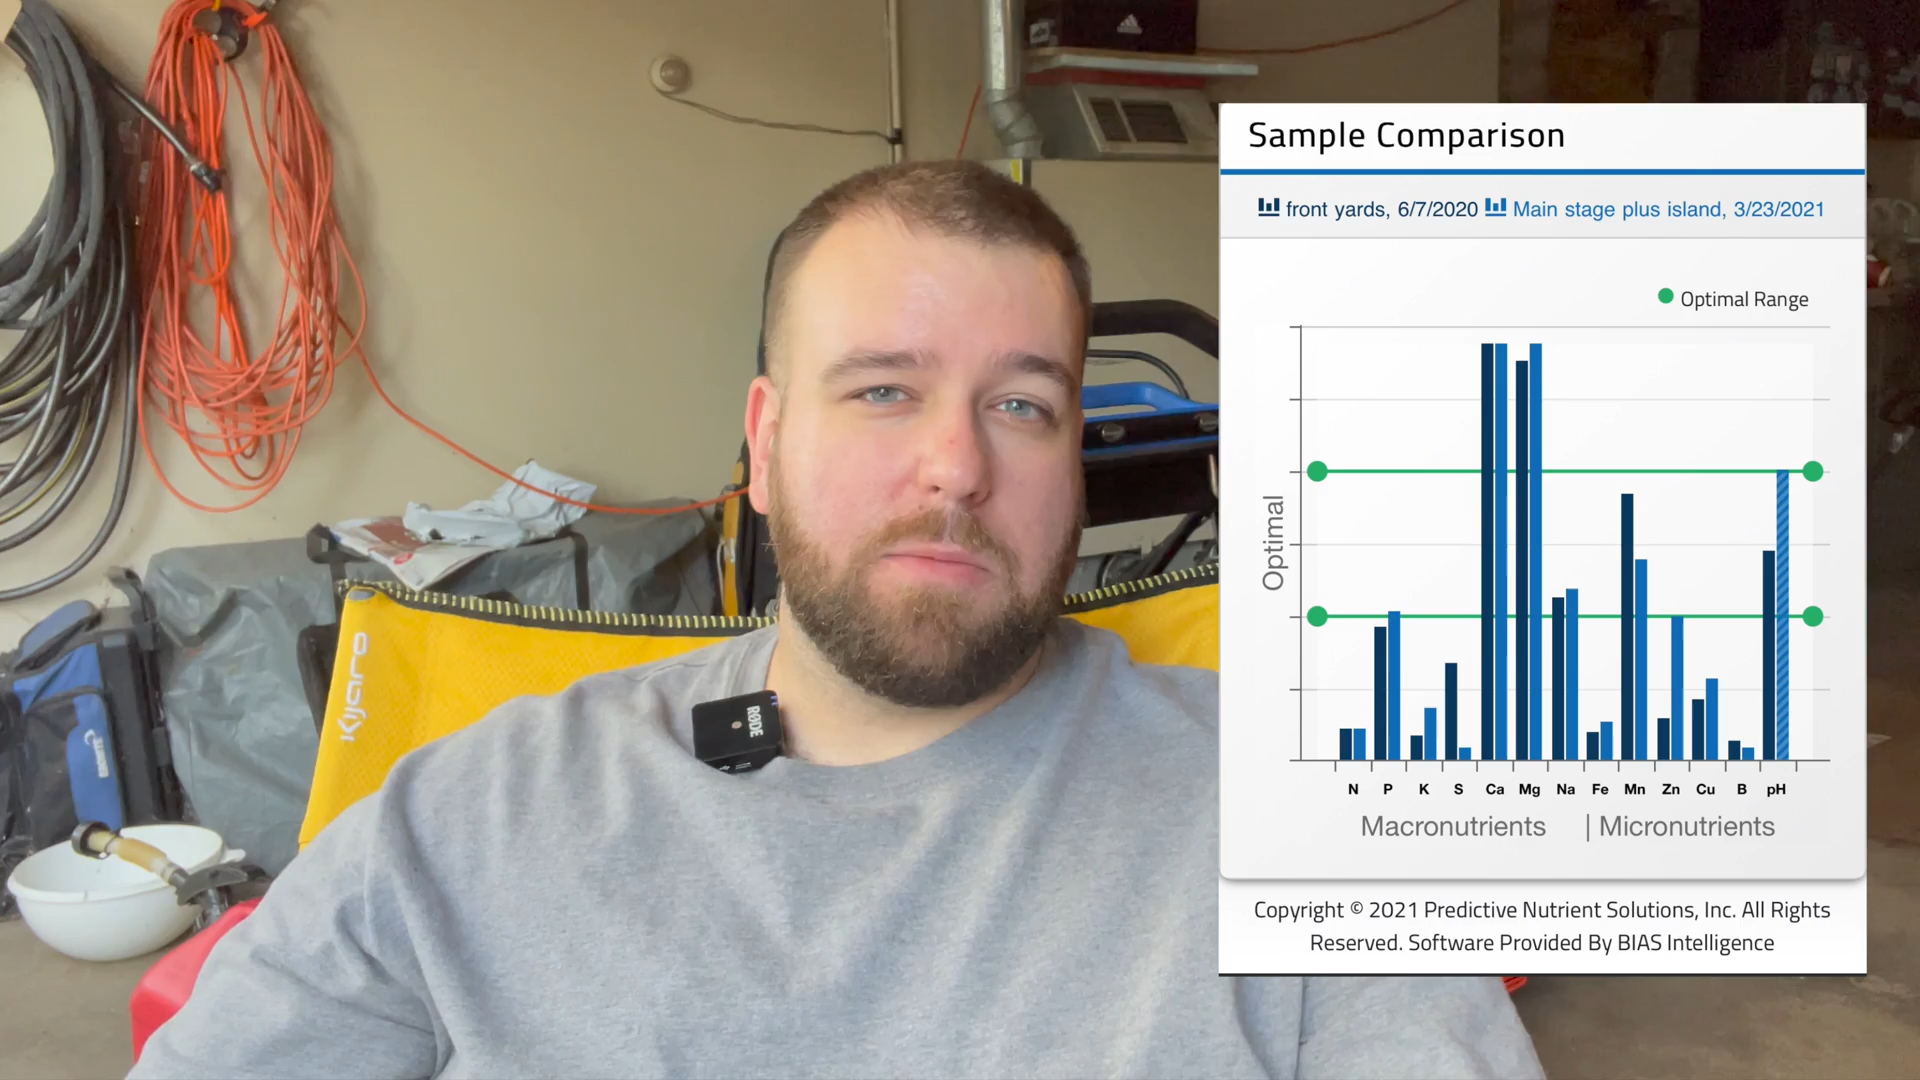 Sample Comparison
front yards, 6/7/2020 Main stage plus island, 3/23/2021
Optimal Range
Optimal
N P K S Ca Mg Na Fe Mn Zn Cu B pH
Macronutrients | Micronutrients
Copyright © 2021 Predictive Nutrient Solutions, Inc. All Rights
Reserved. Software Provided By BIAS Intelligence
Kijaro
RØDE